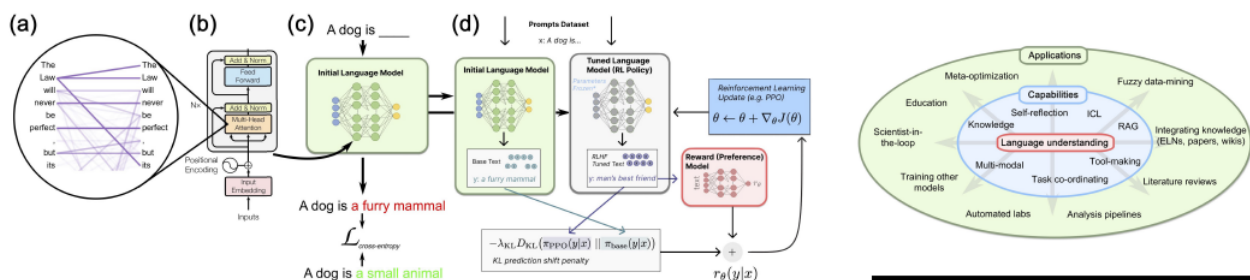 (a)
The
Law
will
never
be
perfect
,
but
its
The
Law
will
never
be
perfect
,
but
its
(b)
Add & Norm
Feed
Forward
N×
Add & Norm
Multi-Head
Attention
Positional
Encoding
Input
Embedding
Inputs
(c)
A dog is ____
Initial Language Model
A dog is a furry mammal
ℒcross-entropy
A dog is a small animal
(d)
Prompts Dataset
x: A dog is...
Initial Language Model
Base Text
y: a furry mammal
Tuned Language
Model (RL Policy)
Parameters
Frozen*
RLHF
Tuned Text
y: man's best friend
Reinforcement Learning
Update (e.g. PPO)
θ ← θ + ∇θJ(θ)
Reward (Preference)
Model
text
−λKL DKL(πPPO(y|x) || πbase(y|x))
KL prediction shift penalty
+
rθ(y|x)
Applications
Meta-optimization
Fuzzy data-mining
Capabilities
Education
Self-reflection
ICL
Knowledge
RAG
Scientist-in-
the-loop
Language understanding
Integrating knowledge
(ELNs, papers, wikis)
Multi-modal
Tool-making
Training other
models
Task co-ordinating
Literature reviews
Automated labs
Analysis pipelines